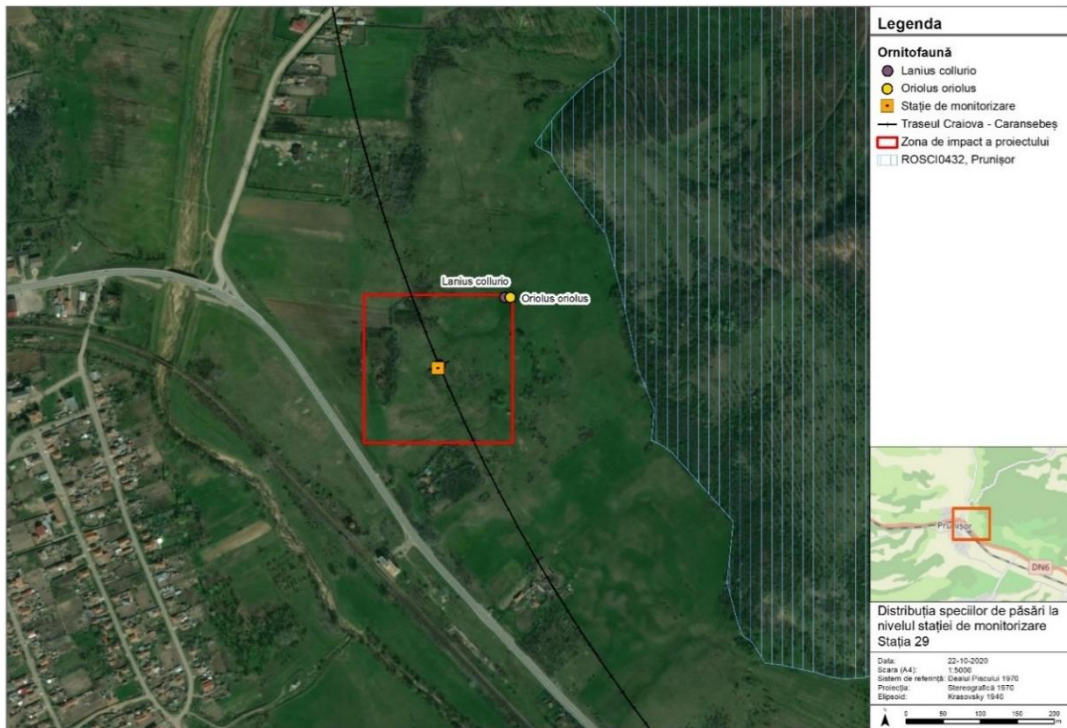 Legenda
Ornitofaună
Lanius collurio
Oriolus oriolus
Stație de monitorizare
Traseul Craiova - Caransebeș
Zona de impact a proiectului
ROSCI0432, Prunișor
Lanius collurio
Oriolus oriolus
Prunișor
DN6
Distribuția speciilor de păsări la
nivelul stației de monitorizare
Stația 29
Data: 22-10-2020
Scara (A4): 1:5000
Sistem de referință: Dealul Piscului 1970
Proiecția: Stereografică 1970
Elipsoid: Krasovsky 1940
0 50 100 150 200
m